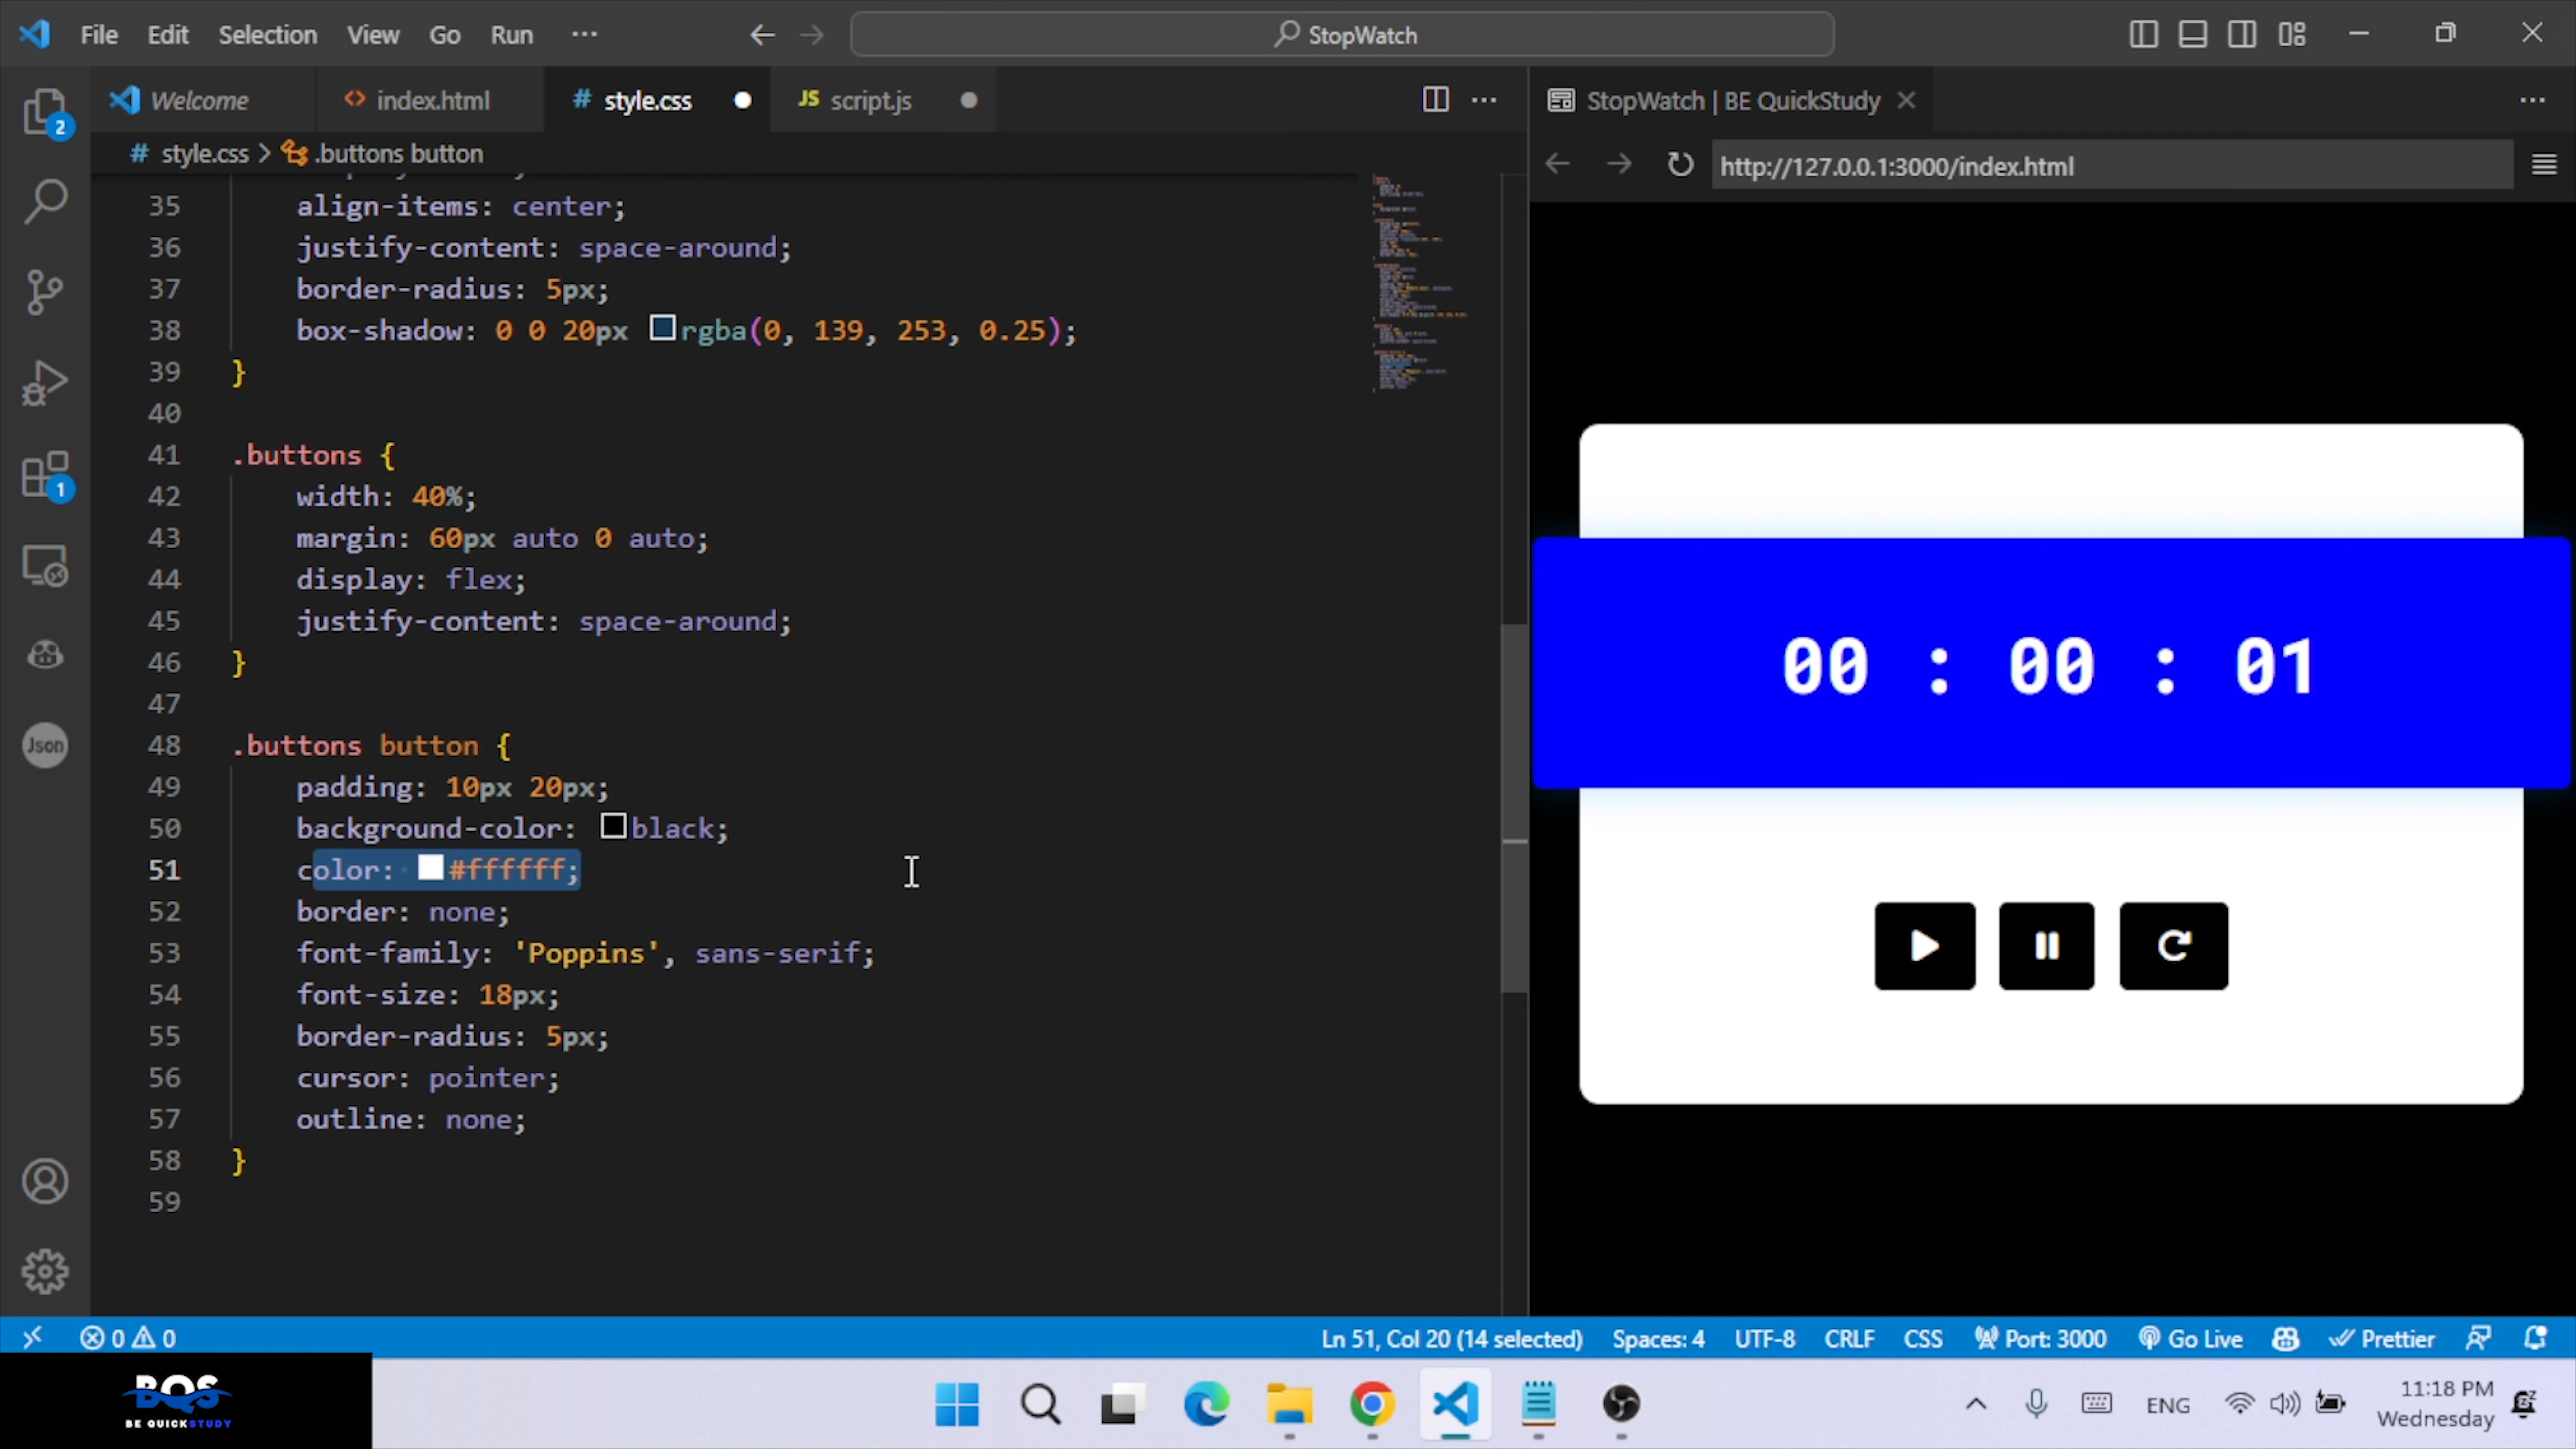 File Edit Selection View Go Run ···
StopWatch
Welcome
index.html
# style.css
JS script.js
StopWatch | BE QuickStudy
# style.css > .buttons button
http://127.0.0.1:3000/index.html
2
1
Json
35 align-items: center;
36 justify-content: space-around;
37 border-radius: 5px;
38 box-shadow: 0 0 20px rgba(0, 139, 253, 0.25);
39 }
40
41 .buttons {
42 width: 40%;
43 margin: 60px auto 0 auto;
44 display: flex;
45 justify-content: space-around;
46 }
47
48 .buttons button {
49 padding: 10px 20px;
50 background-color: black;
51 color: #ffffff;
52 border: none;
53 font-family: 'Poppins', sans-serif;
54 font-size: 18px;
55 border-radius: 5px;
56 cursor: pointer;
57 outline: none;
58 }
59
00 : 00 : 01
0 0
Ln 51, Col 20 (14 selected) Spaces: 4 UTF-8 CRLF CSS Port: 3000 Go Live Prettier
BQS
BE QUICKSTUDY
ENG
11:18 PM
Wednesday